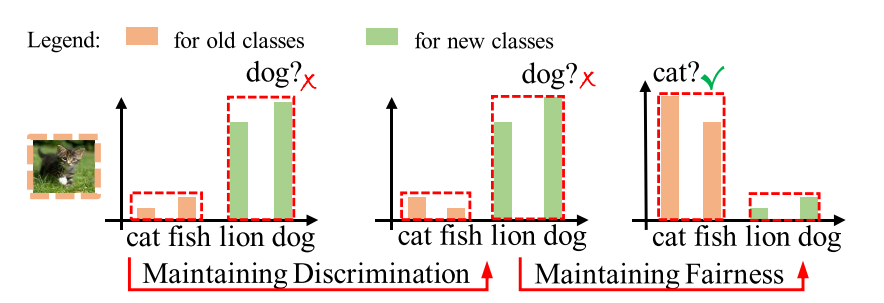 Legend: for old classes for new classes
dog?✗ dog?✗ cat?✓
cat fish lion dog cat fish lion dog cat fish lion dog
Maintaining Discrimination Maintaining Fairness